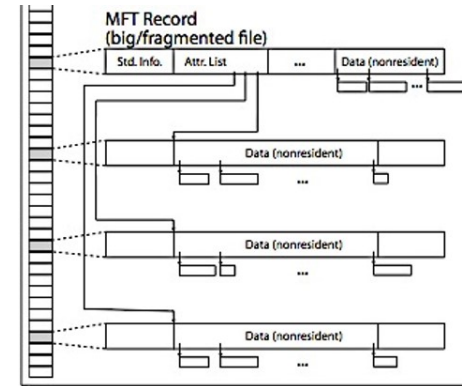 MFT Record
(big/fragmented file)
Std. Info. Attr. List ... Data (nonresident)
...
Data (nonresident)
...
Data (nonresident)
...
Data (nonresident)
...